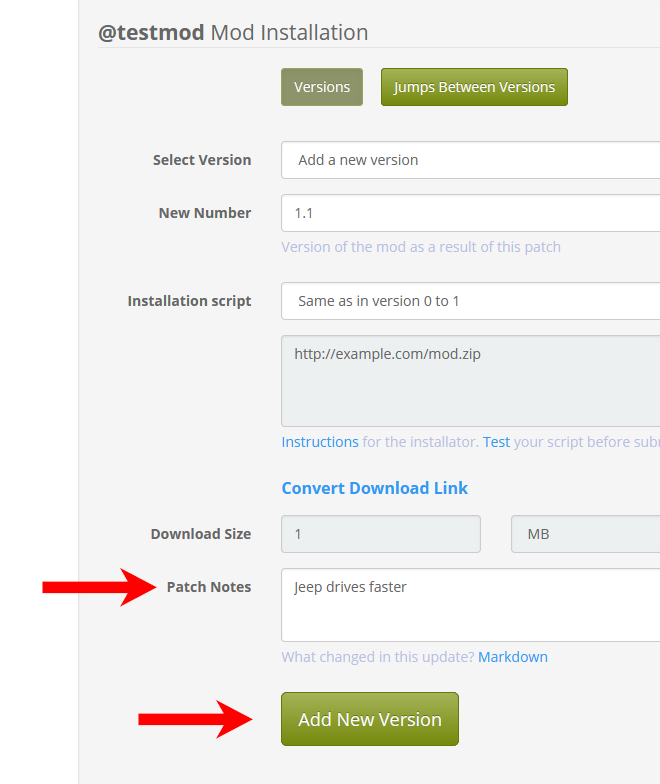 @testmod Mod Installation
Versions
Jumps Between Versions
Select Version
Add a new version
New Number
1.1
Version of the mod as a result of this patch
Installation script
Same as in version 0 to 1
http://example.com/mod.zip
Instructions for the installator. Test your script before sub
Convert Download Link
Download Size
1
MB
Patch Notes
Jeep drives faster
What changed in this update? Markdown
Add New Version